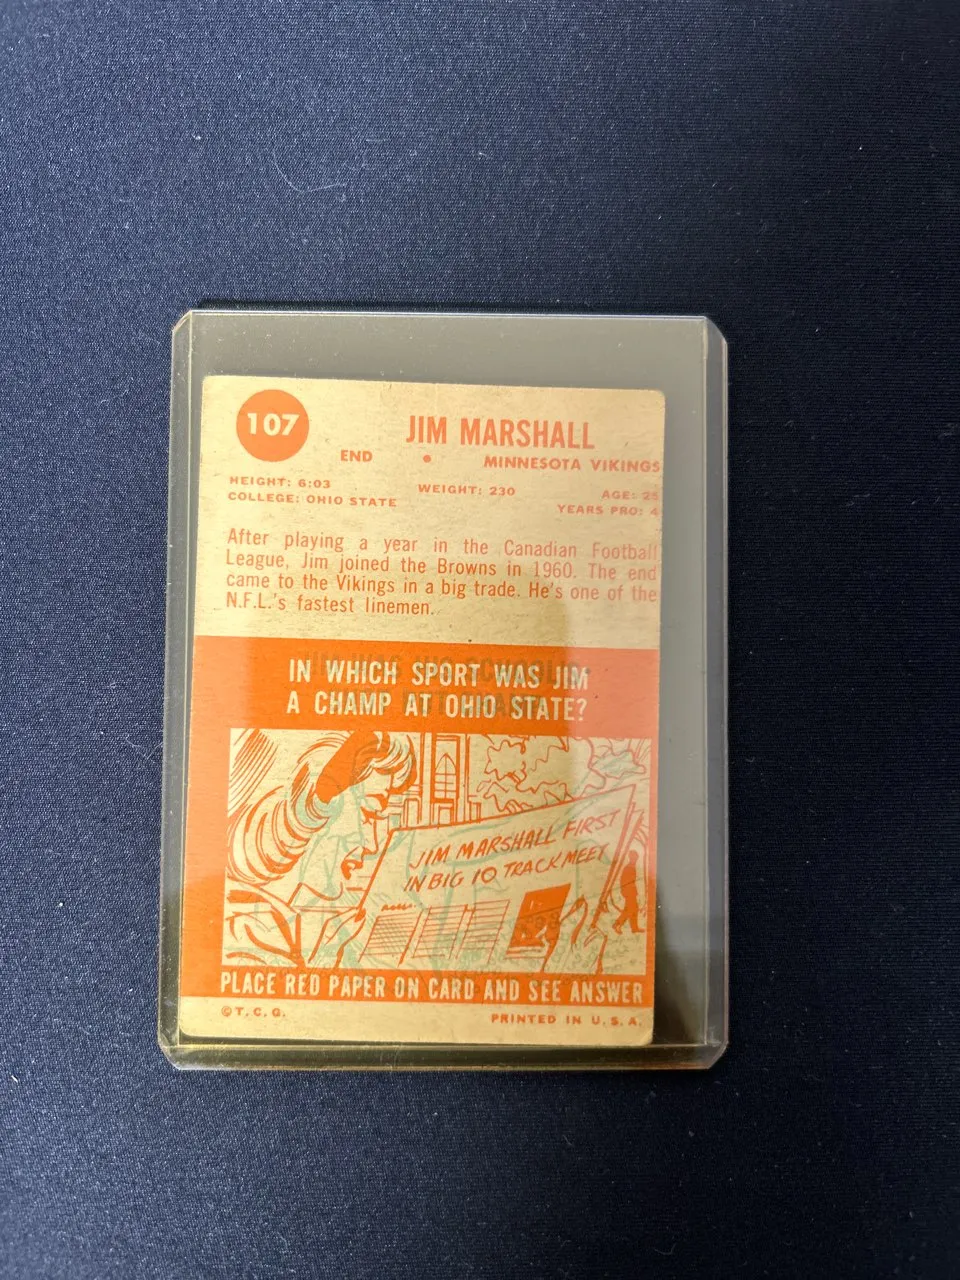 107
JIM MARSHALL
END • MINNESOTA VIKINGS
HEIGHT: 6:03 WEIGHT: 230 AGE: 25
COLLEGE: OHIO STATE YEARS PRO: 4
After playing a year in the Canadian Football
League, Jim joined the Browns in 1960. The end
came to the Vikings in a big trade. He's one of the
N.F.L.'s fastest linemen.
IN WHICH SPORT WAS JIM
A CHAMP AT OHIO STATE?
JIM MARSHALL FIRST
IN BIG 10 TRACK MEET
PLACE RED PAPER ON CARD AND SEE ANSWER
©T.C.G. PRINTED IN U.S.A.